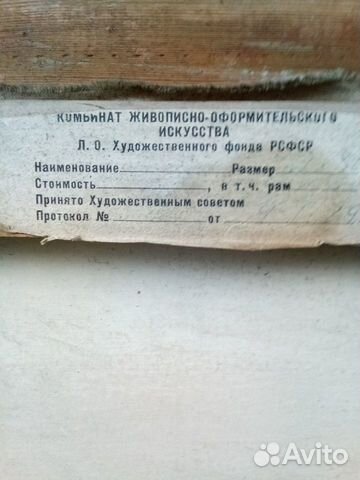 КОМБИНАТ ЖИВОПИСНО-ОФОРМИТЕЛЬСКОГО
ИСКУССТВА
Л. О. Художественного фонда РСФСР
Наименование Размер
Стоимость , в т. ч. рам
Принято Художественным советом
Протокол № от
Avito